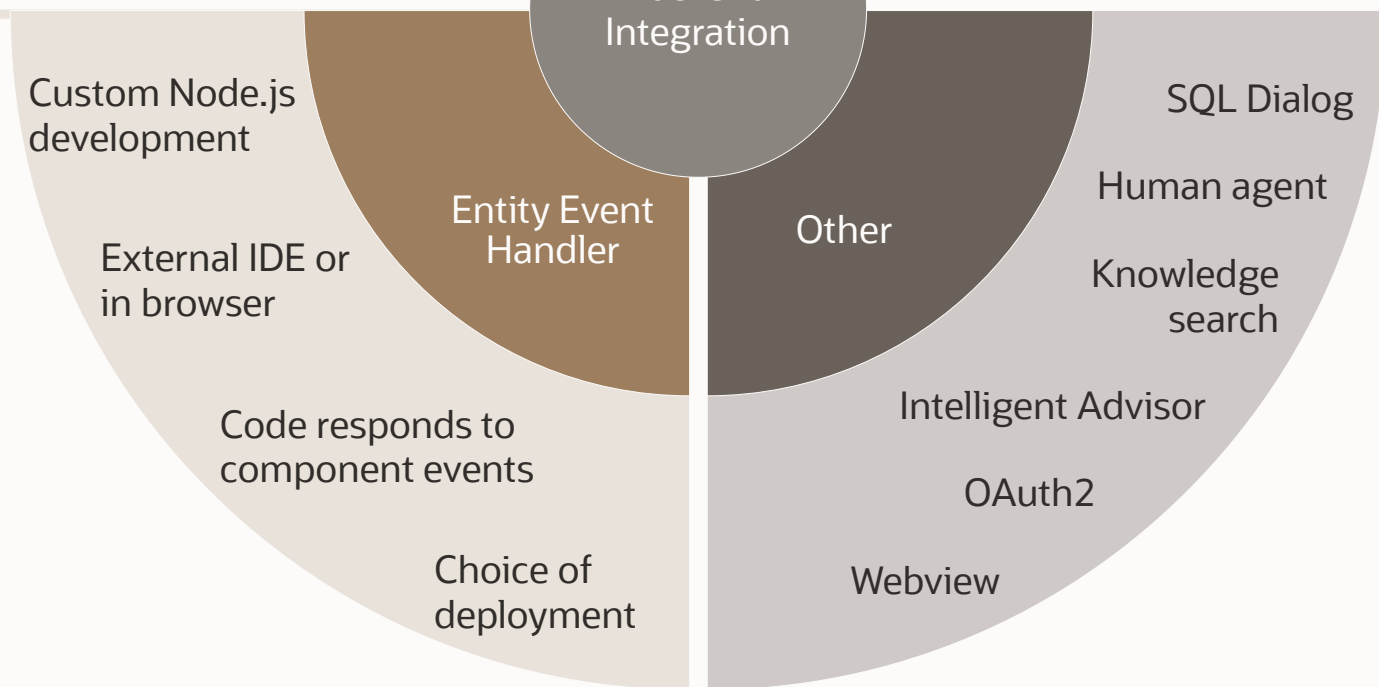 Integration
Custom Node.js
development
External IDE or
in browser
Code responds to
component events
Choice of
deployment
Entity Event
Handler
Other
SQL Dialog
Human agent
Knowledge
search
Intelligent Advisor
OAuth2
Webview